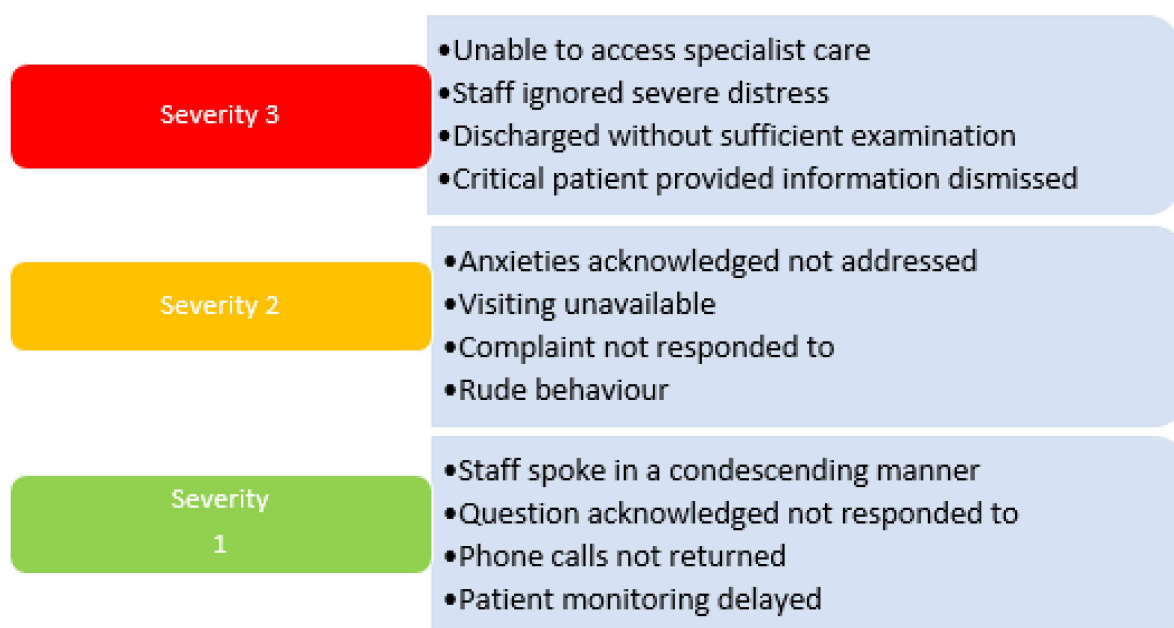 Severity 3
•Unable to access specialist care
•Staff ignored severe distress
•Discharged without sufficient examination
•Critical patient provided information dismissed
Severity 2
•Anxieties acknowledged not addressed
•Visiting unavailable
•Complaint not responded to
•Rude behaviour
Severity
1
•Staff spoke in a condescending manner
•Question acknowledged not responded to
•Phone calls not returned
•Patient monitoring delayed